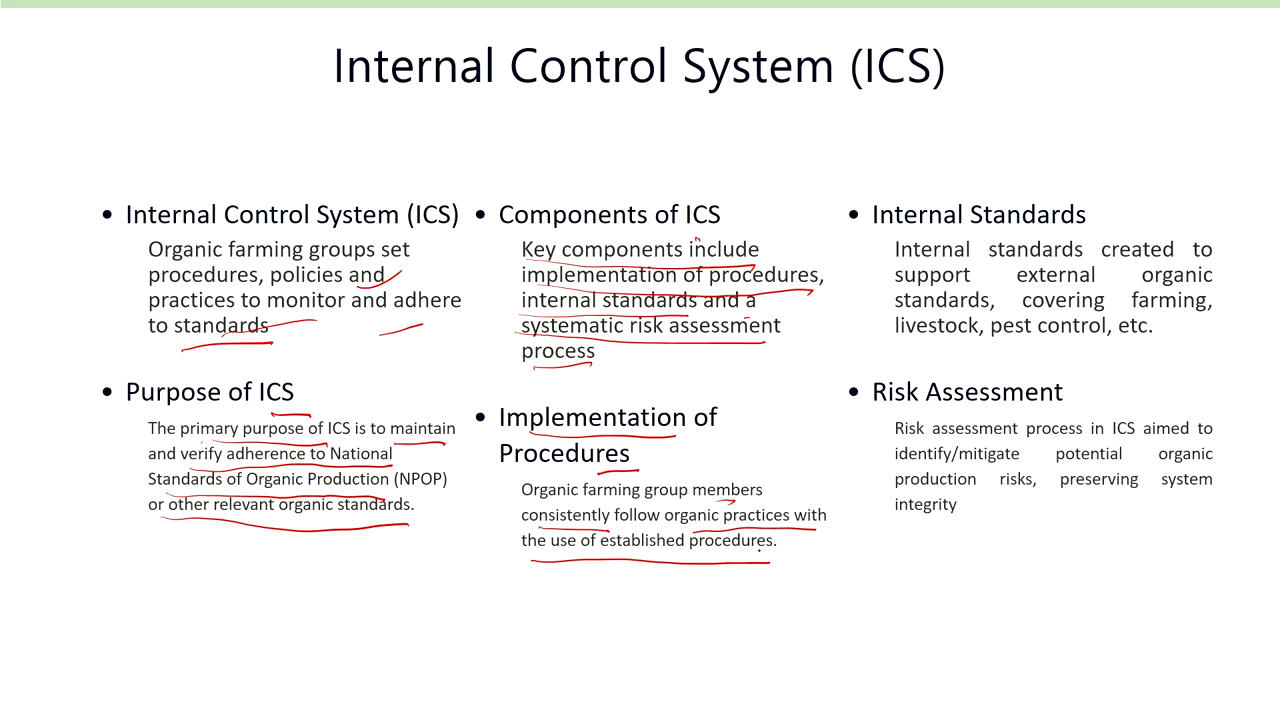 Internal Control System (ICS)
• Internal Control System (ICS)
Organic farming groups set
procedures, policies and
practices to monitor and adhere
to standards
• Purpose of ICS
The primary purpose of ICS is to maintain
and verify adherence to National
Standards of Organic Production (NPOP)
or other relevant organic standards.
• Components of ICS
Key components include
implementation of procedures,
internal standards and a
systematic risk assessment
process
• Implementation of
Procedures
Organic farming group members
consistently follow organic practices with
the use of established procedures.
• Internal Standards
Internal standards created to
support external organic
standards, covering farming,
livestock, pest control, etc.
• Risk Assessment
Risk assessment process in ICS aimed to
identify/mitigate potential organic
production risks, preserving system
integrity